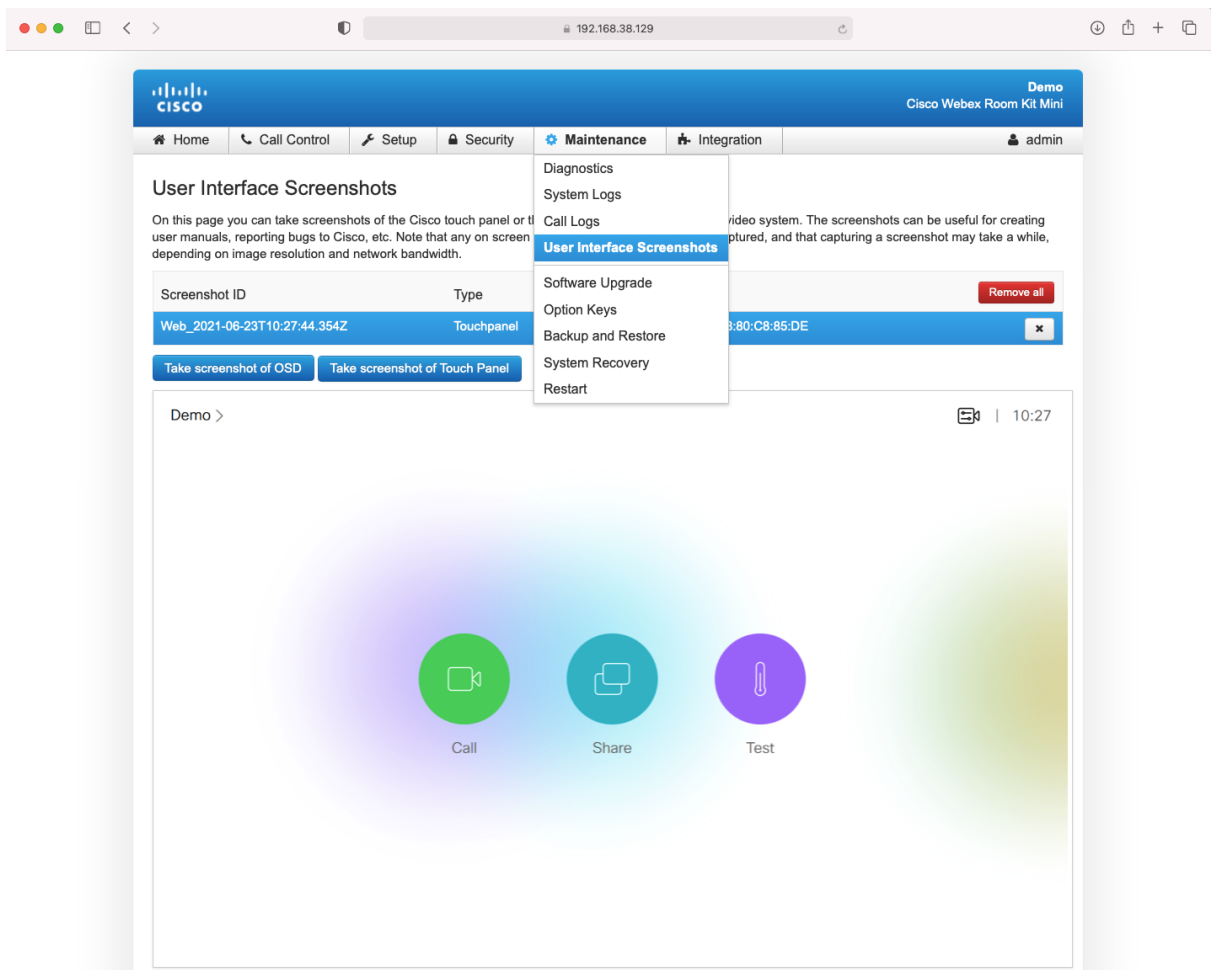 192.168.38.129
CISCO
Demo
Cisco Webex Room Kit Mini
Home Call Control Setup Security Maintenance Integration admin
Diagnostics
System Logs
Call Logs
User Interface Screenshots
Software Upgrade
Option Keys
Backup and Restore
System Recovery
Restart
User Interface Screenshots
On this page you can take screenshots of the Cisco touch panel or video system. The screenshots can be useful for creating
user manuals, reporting bugs to Cisco, etc. Note that any on screen and that capturing a screenshot may take a while,
depending on image resolution and network bandwidth.
Screenshot ID Type Remove all
Web_2021-06-23T10:27:44.354Z Touchpanel :80:C8:85:DE
Take screenshot of OSD Take screenshot of Touch Panel
Demo > | 10:27
Call Share Test